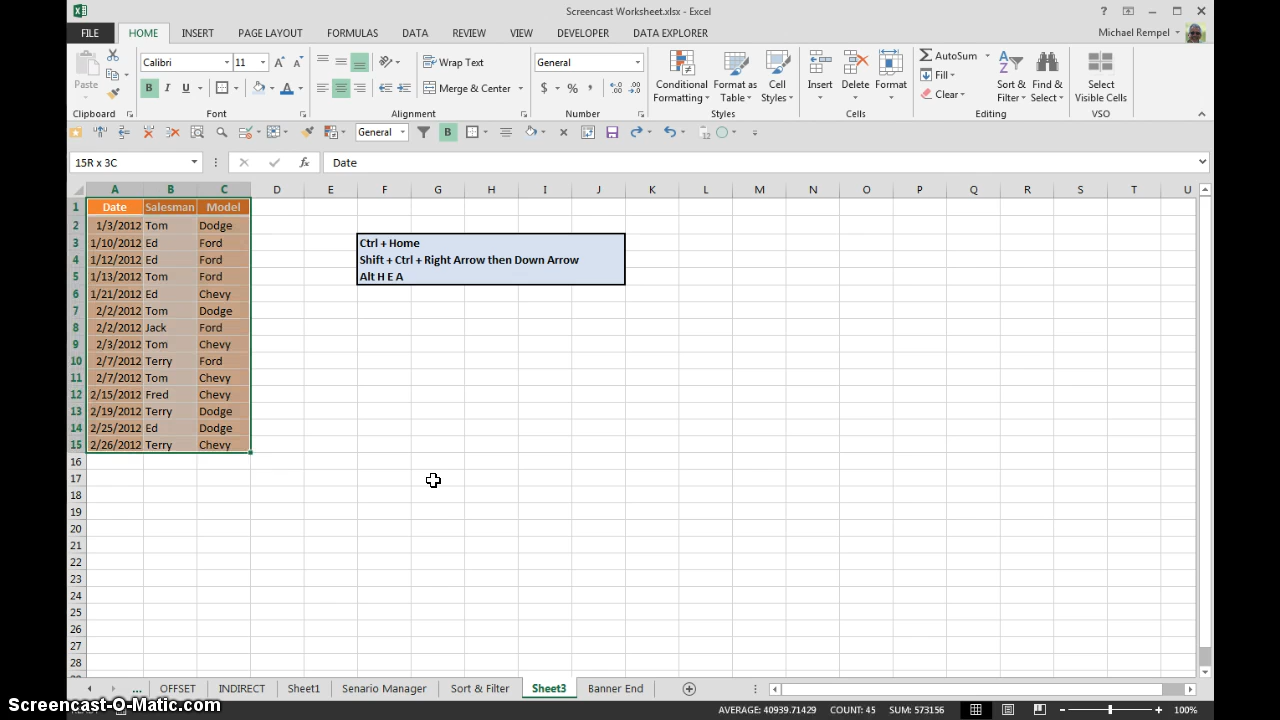 Screencast Worksheet.xlsx - Excel
FILE HOME INSERT PAGE LAYOUT FORMULAS DATA REVIEW VIEW DEVELOPER DATA EXPLORER Michael Rempel
Calibri 11 Wrap Text General AutoSum
Paste B I U A Merge & Center $ % , Conditional Formatting Format as Table Cell Styles Insert Delete Format Fill Clear Sort & Filter Find & Select Select Visible Cells
Clipboard Font Alignment Number Styles Cells Editing VSO
General B
15R x 3C fx Date
A B C D E F G H I J K L M N O P Q R S T U
1 Date Salesman Model
2 1/3/2012 Tom Dodge
3 1/10/2012 Ed Ford Ctrl + Home
4 1/12/2012 Ed Ford Shift + Ctrl + Right Arrow then Down Arrow
5 1/13/2012 Tom Ford Alt H E A
6 1/21/2012 Ed Chevy
7 2/2/2012 Tom Dodge
8 2/2/2012 Jack Ford
9 2/3/2012 Tom Chevy
10 2/7/2012 Terry Ford
11 2/7/2012 Tom Chevy
12 2/15/2012 Fred Chevy
13 2/19/2012 Terry Dodge
14 2/25/2012 Ed Dodge
15 2/26/2012 Terry Chevy
16
17
18
19
20
21
22
23
24
25
26
27
28
... OFFSET INDIRECT Sheet1 Senario Manager Sort & Filter Sheet3 Banner End
Screencast-O-Matic.com AVERAGE: 40939.71429 COUNT: 45 SUM: 573156 100%